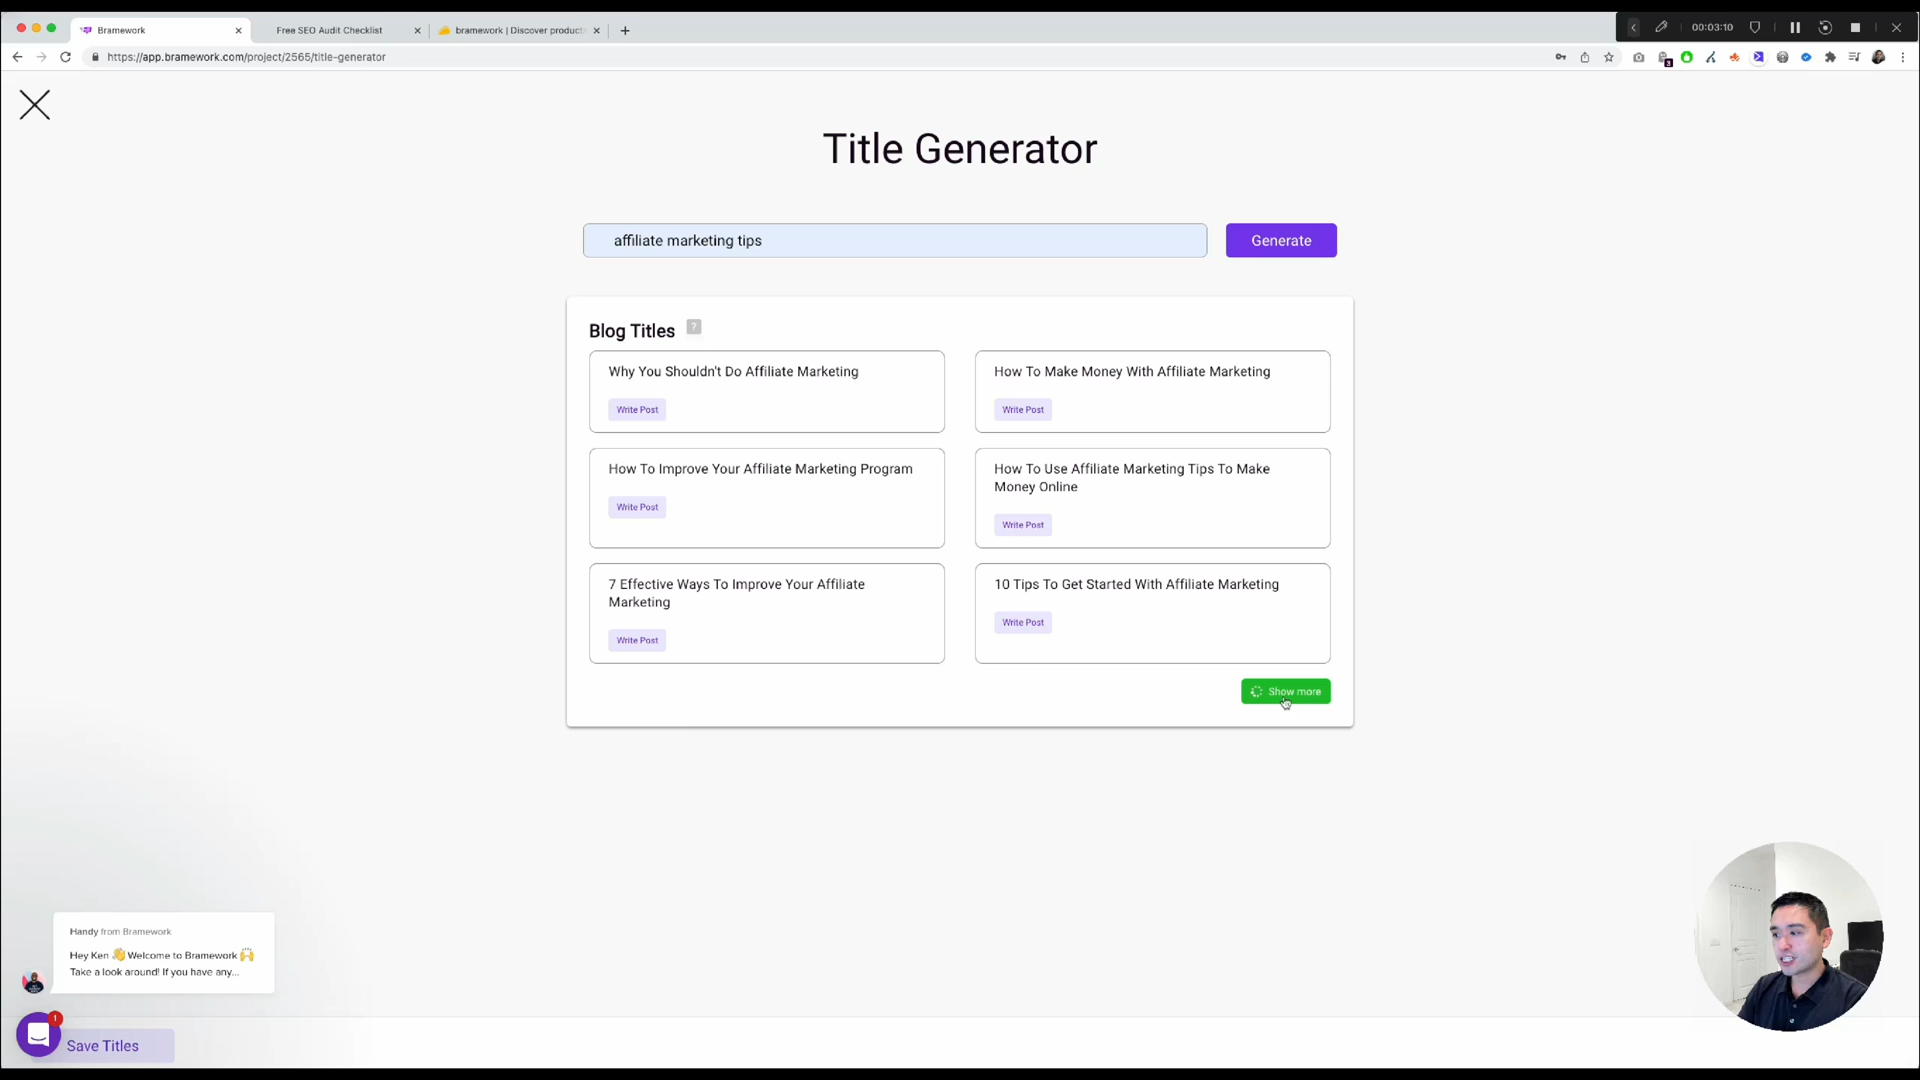 Bramework
Free SEO Audit Checklist
bramework | Discover product
00:03:10
https://app.bramework.com/project/2565/title-generator
3
Title Generator
affiliate marketing tips
Generate
Blog Titles
?
Why You Shouldn't Do Affiliate Marketing
Write Post
How To Make Money With Affiliate Marketing
Write Post
How To Improve Your Affiliate Marketing Program
Write Post
How To Use Affiliate Marketing Tips To Make
Money Online
Write Post
7 Effective Ways To Improve Your Affiliate
Marketing
Write Post
10 Tips To Get Started With Affiliate Marketing
Write Post
Show more
Handy from Bramework
Hey Ken 👋 Welcome to Bramework 🙌
Take a look around! If you have any...
1
Save Titles